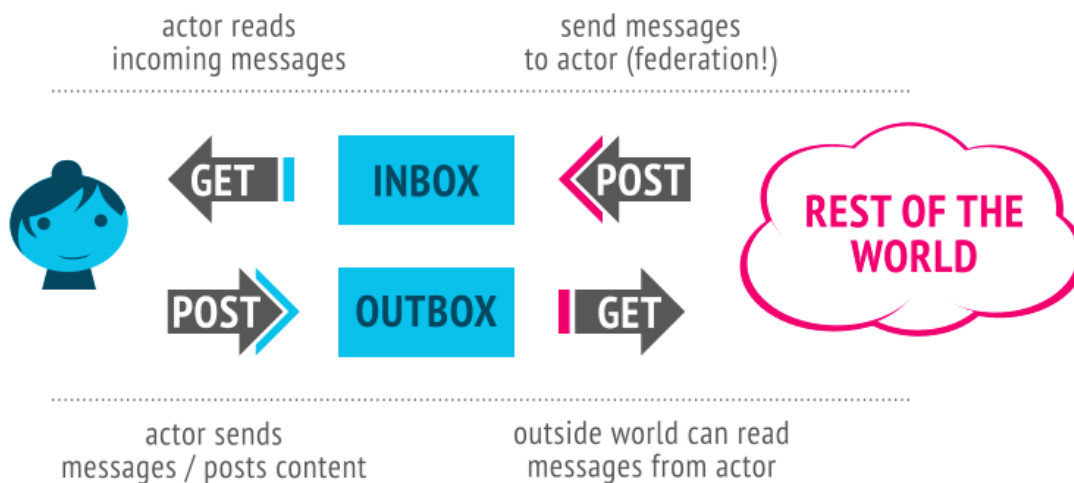 actor reads
incoming messages
send messages
to actor (federation!)
GET
INBOX
POST
REST OF THE
WORLD
POST
OUTBOX
GET
actor sends
messages / posts content
outside world can read
messages from actor